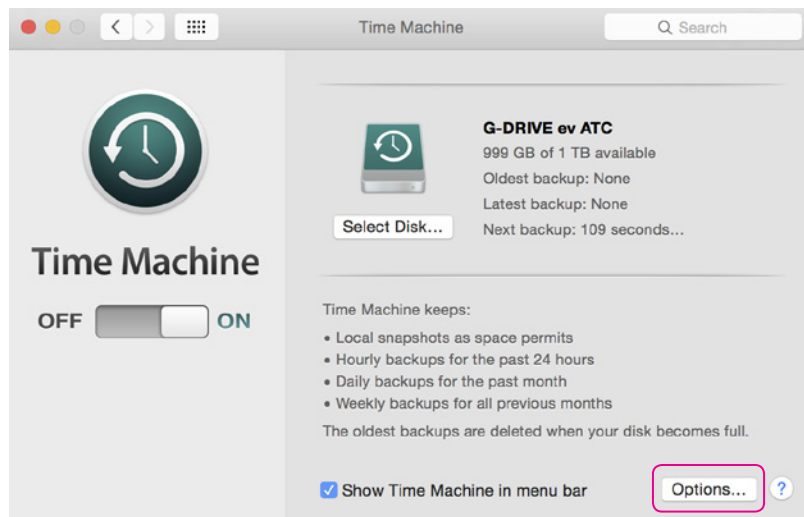 Time Machine
Search
G-DRIVE ev ATC
999 GB of 1 TB available
Oldest backup: None
Latest backup: None
Next backup: 109 seconds...
Select Disk...
Time Machine
OFF ON
Time Machine keeps:
• Local snapshots as space permits
• Hourly backups for the past 24 hours
• Daily backups for the past month
• Weekly backups for all previous months
The oldest backups are deleted when your disk becomes full.
Show Time Machine in menu bar
Options... ?